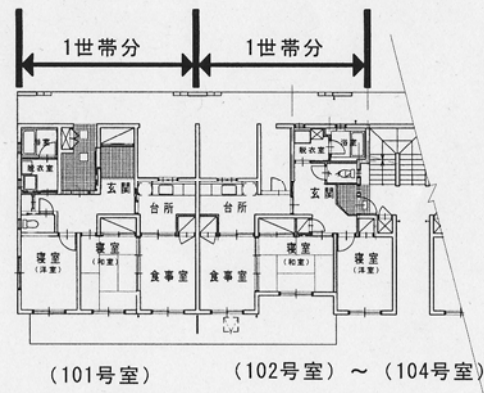 1世帯分 1世帯分
浴室 脱衣室 浴室
脱衣室
玄関 玄関
台所 台所
寝室 (洋室) 寝室 (和室) 食事室 食事室 寝室 (和室) 寝室 (洋室)
(101号室) (102号室) ~ (104号室)